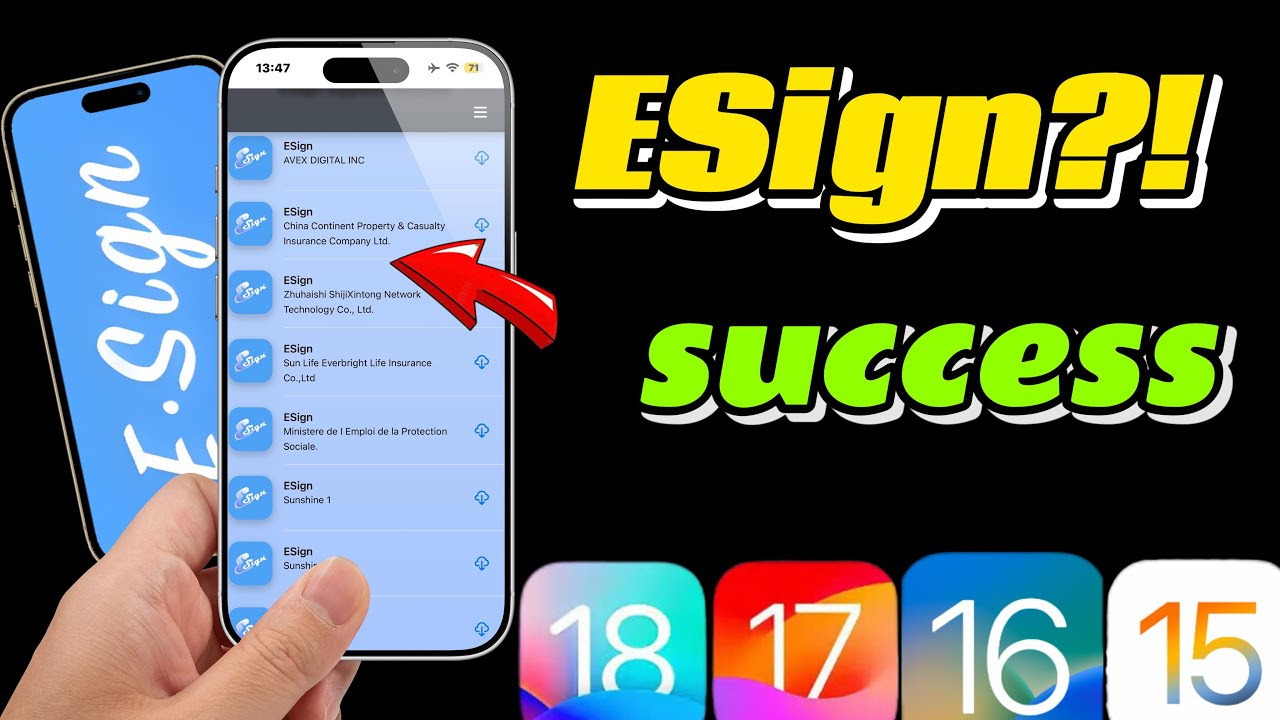 E.Sign
13:47
71
ESign
AVEX DIGITAL INC
ESign
China Continent Property & Casualty
Insurance Company Ltd.
ESign
Zhuhaishi ShijiXintong Network
Technology Co., Ltd.
ESign
Sun Life Everbright Life Insurance
Co.,Ltd
ESign
Ministere de l Emploi de la Protection
Sociale.
ESign
Sunshine 1
ESign
ESign?!
success
18
17
16
15